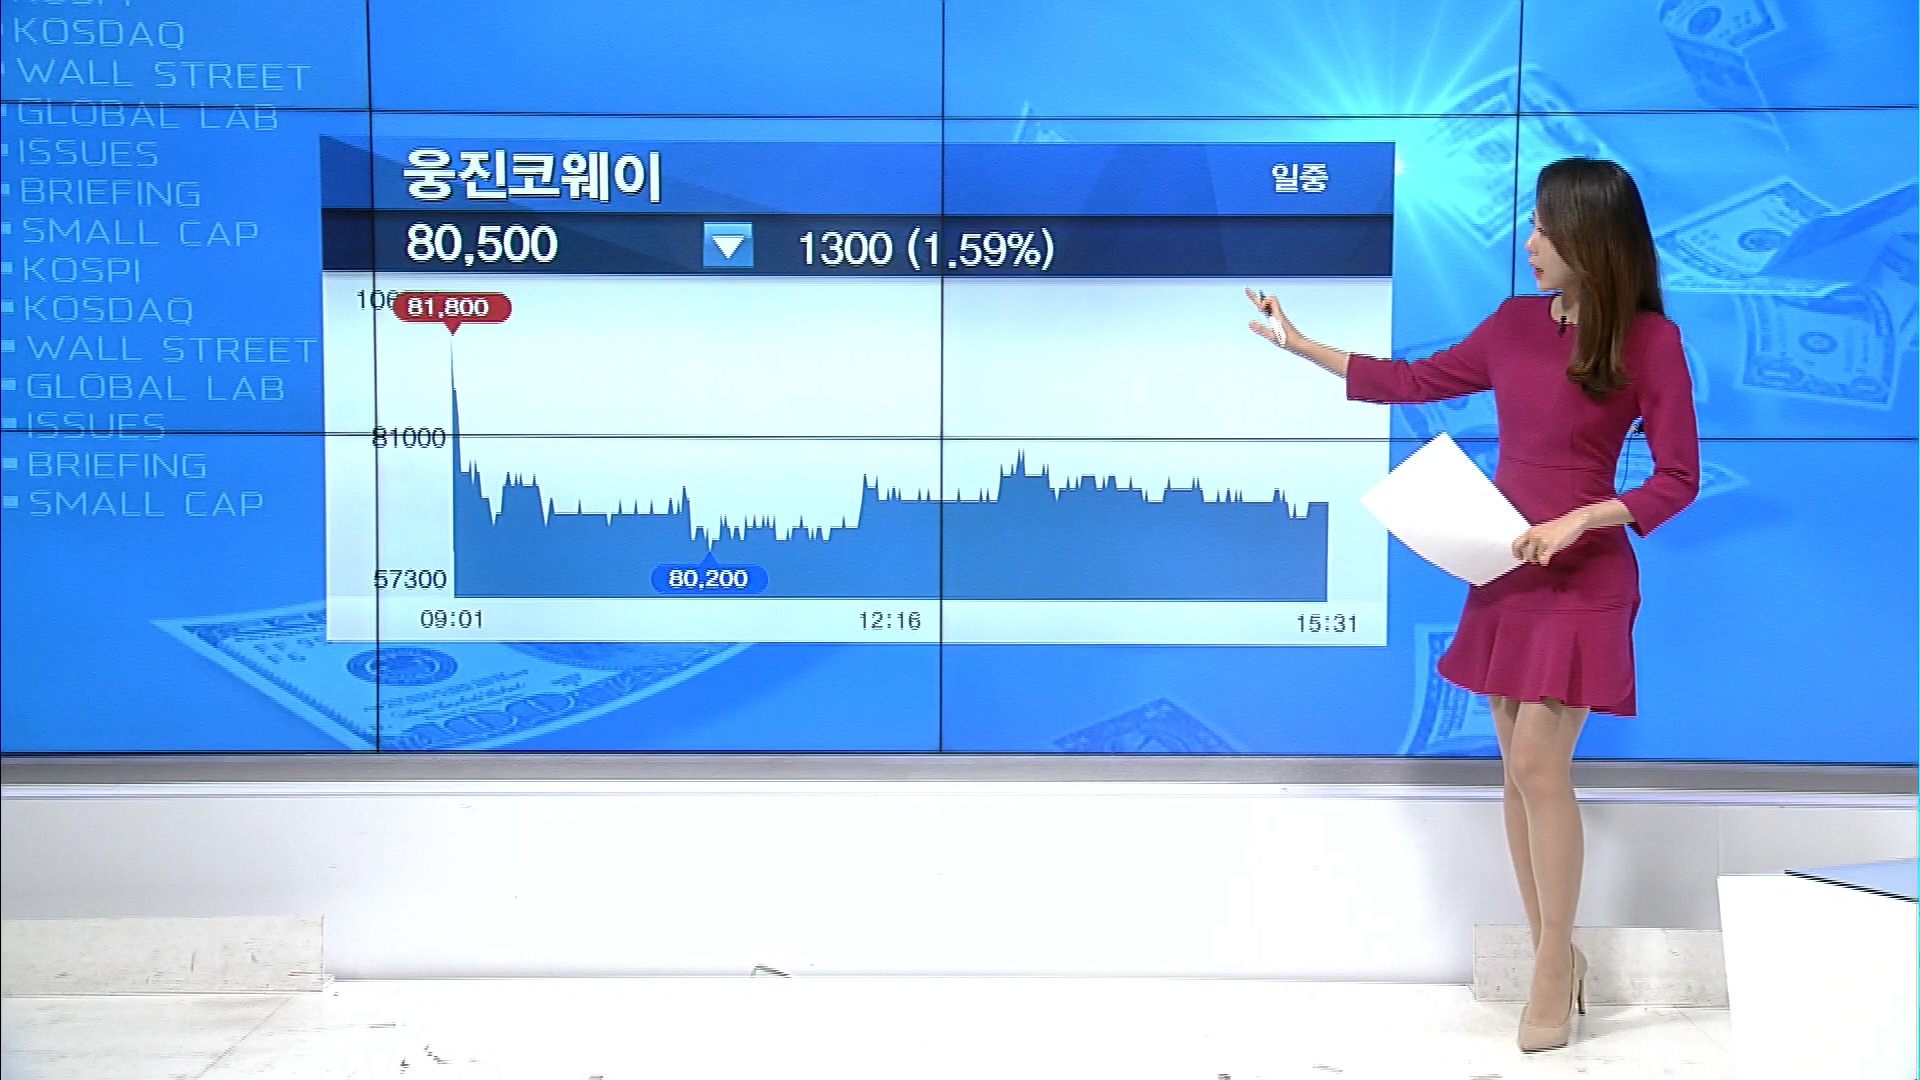 KOSPI
KOSDAQ
WALL STREET
GLOBAL LAB
ISSUES
BRIEFING
SMALL CAP
KOSPI
KOSDAQ
WALL STREET
GLOBAL LAB
ISSUES
BRIEFING
SMALL CAP
웅진코웨이
일중
80,500 ▼ 1300 (1.59%)
81,800
81000
57300
80,200
09:01 12:16 15:31